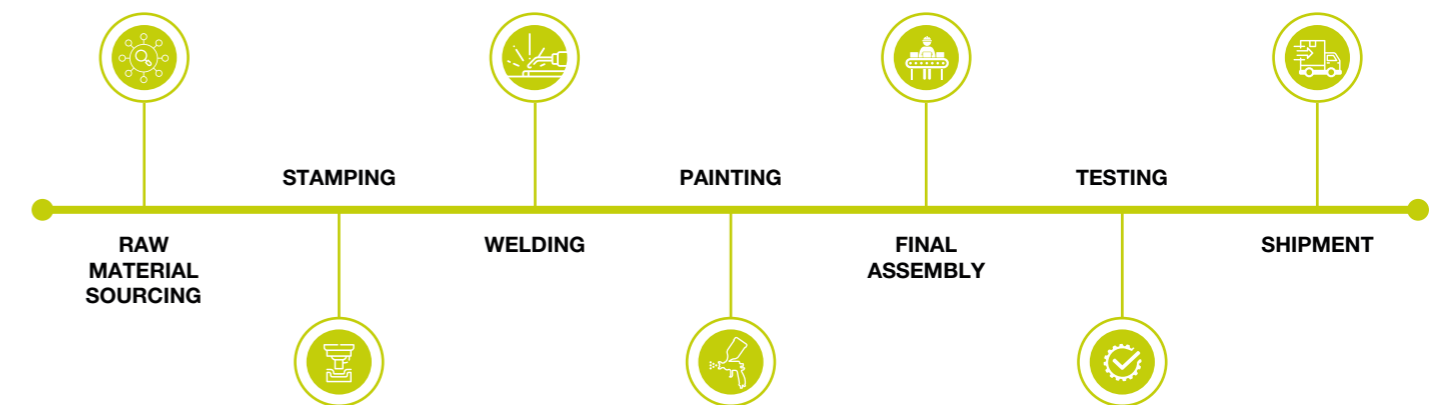 STAMPING
PAINTING
TESTING
RAW
MATERIAL
SOURCING
WELDING
FINAL
ASSEMBLY
SHIPMENT